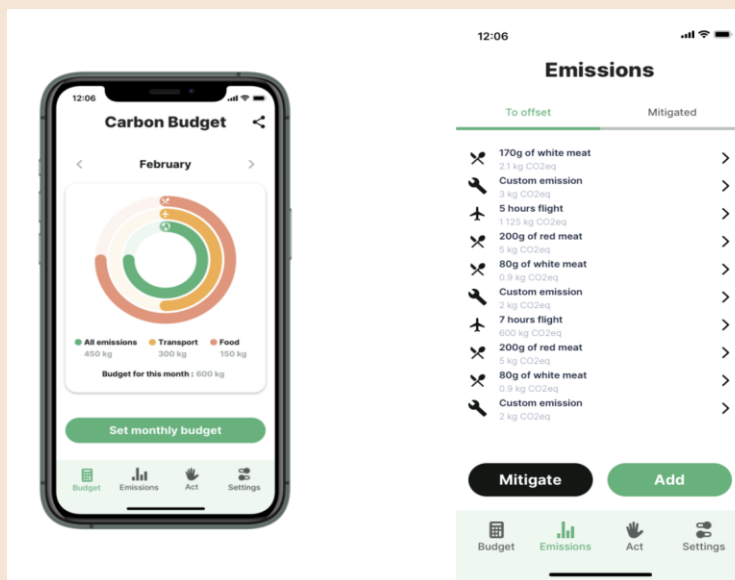 12:06
Carbon Budget
February
All emissions
450 kg
Transport
300 kg
Food
150 kg
Budget for this month : 600 kg
Set monthly budget
Budget
Emissions
Act
Settings
12:06
Emissions
To offset
Mitigated
170g of white meat
2.1 kg CO2eq
Custom emission
3 kg CO2eq
5 hours flight
1 125 kg CO2eq
200g of red meat
5 kg CO2eq
80g of white meat
0.9 kg CO2eq
Custom emission
2 kg CO2eq
7 hours flight
600 kg CO2eq
200g of red meat
5 kg CO2eq
80g of white meat
0.9 kg CO2eq
Custom emission
2 kg CO2eq
Mitigate
Add
Budget
Emissions
Act
Settings